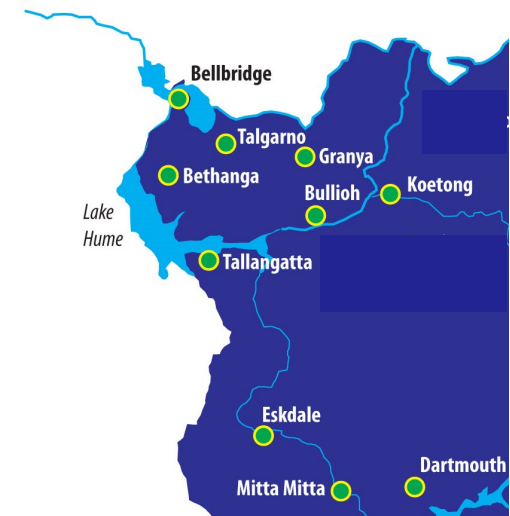 Bellbridge
Talgarno
Granya
Bethanga
Bullioh
Koetong
Lake
Hume
Tallangatta
Eskdale
Dartmouth
Mitta Mitta